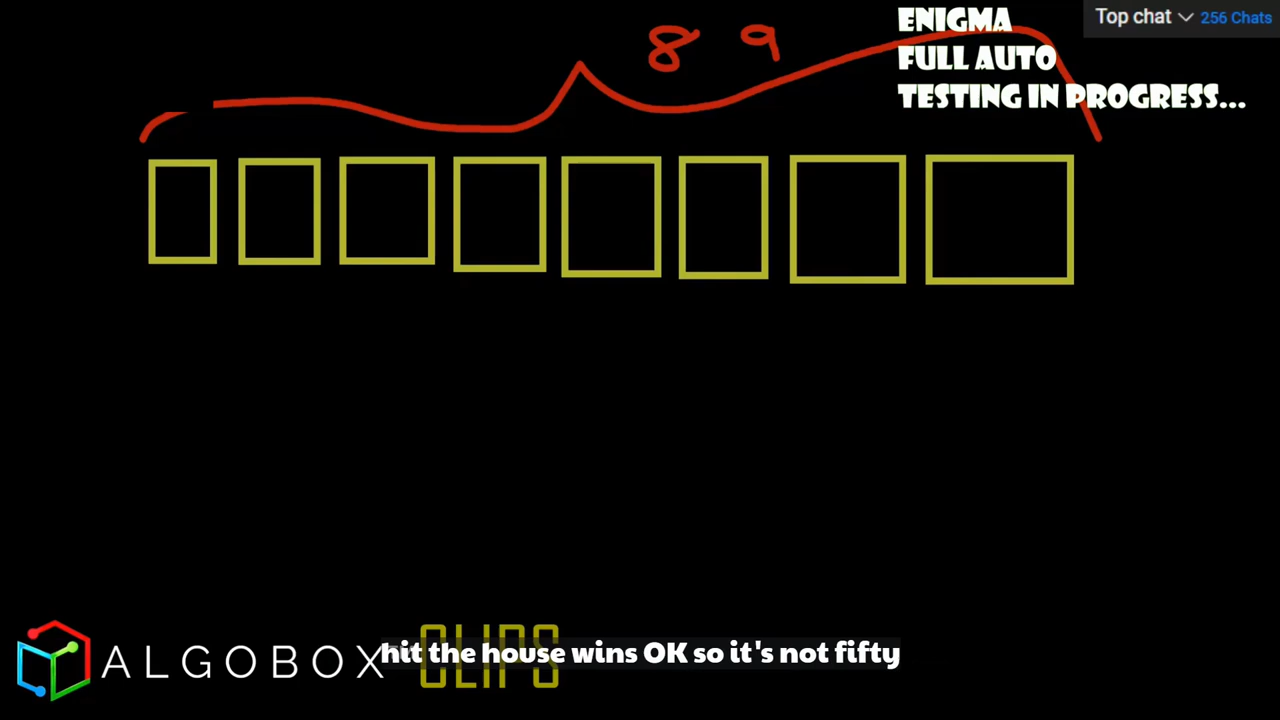 ENIGMA
FULL AUTO
TESTING IN PROGRESS...
Top chat 256 Chats
8 9
ALGOBOX CLIPS
hit the house wins OK so it's not fifty